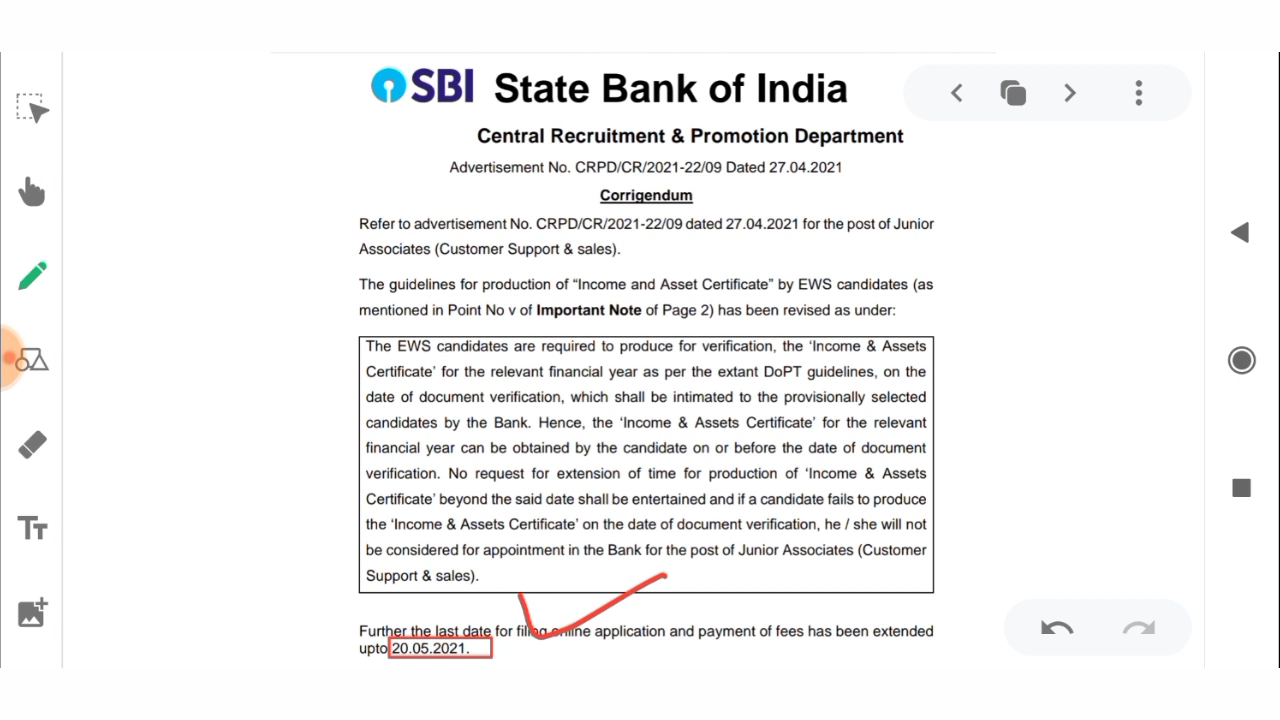 SBI State Bank of India
Central Recruitment & Promotion Department
Advertisement No. CRPD/CR/2021-22/09 Dated 27.04.2021
Corrigendum
Refer to advertisement No. CRPD/CR/2021-22/09 dated 27.04.2021 for the post of Junior
Associates (Customer Support & sales).
The guidelines for production of “Income and Asset Certificate” by EWS candidates (as
mentioned in Point No v of Important Note of Page 2) has been revised as under:
The EWS candidates are required to produce for verification, the ‘Income & Assets
Certificate’ for the relevant financial year as per the extant DoPT guidelines, on the
date of document verification, which shall be intimated to the provisionally selected
candidates by the Bank. Hence, the ‘Income & Assets Certificate’ for the relevant
financial year can be obtained by the candidate on or before the date of document
verification. No request for extension of time for production of ‘Income & Assets
Certificate’ beyond the said date shall be entertained and if a candidate fails to produce
the ‘Income & Assets Certificate’ on the date of document verification, he / she will not
be considered for appointment in the Bank for the post of Junior Associates (Customer
Support & sales).
Further the last date for filing online application and payment of fees has been extended
upto 20.05.2021.
TT